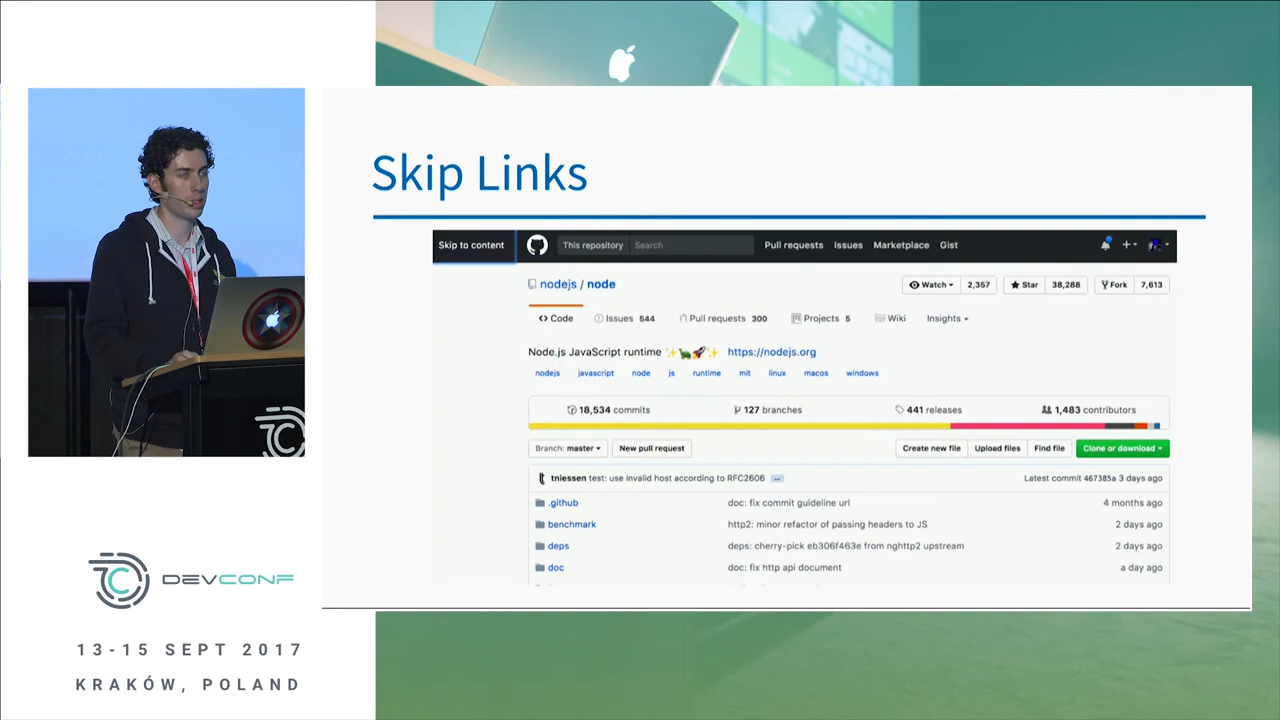 Skip Links
Skip to content This repository Search Pull requests Issues Marketplace Gist
nodejs / node Watch 2,357 Star 38,288 Fork 7,613
Code Issues 544 Pull requests 300 Projects 5 Wiki Insights
Node.js JavaScript runtime ✨🐢🚀✨ https://nodejs.org
nodejs javascript node js runtime mit linux macos windows
18,534 commits 127 branches 441 releases 1,483 contributors
Branch: master New pull request Create new file Upload files Find file Clone or download
tniessen test: use invalid host according to RFC2606 ... Latest commit 467385a 3 days ago
.github doc: fix commit guideline url 4 months ago
benchmark http2: minor refactor of passing headers to JS 2 days ago
deps deps: cherry-pick eb306f463e from nghttp2 upstream 2 days ago
doc doc: fix http api document a day ago
DEVCONF
13-15 SEPT 2017
KRAKÓW, POLAND